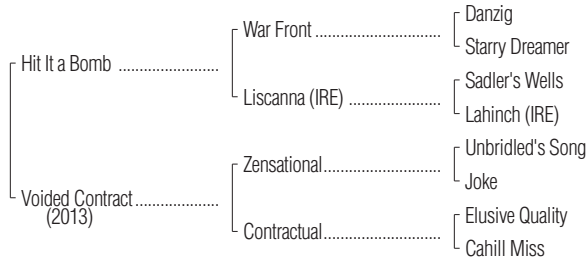 Danzig
War Front
Starry Dreamer
Hit It a Bomb
Sadler's Wells
Liscanna (IRE)
Lahinch (IRE)
Unbridled's Song
Zensational
Joke
Voided Contract
(2013)
Elusive Quality
Contractual
Cahill Miss